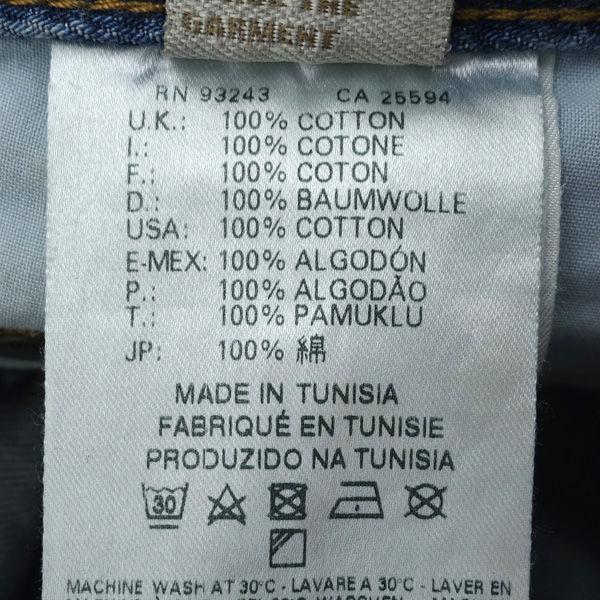 GARMENT
RN 93243 CA 25594
U.K.: 100% COTTON
I.: 100% COTONE
F.: 100% COTON
D.: 100% BAUMWOLLE
USA: 100% COTTON
E-MEX: 100% ALGODÓN
P.: 100% ALGODÃO
T.: 100% PAMUKLU
JP: 100% 綿
MADE IN TUNISIA
FABRIQUÉ EN TUNISIE
PRODUZIDO NA TUNISIA
30
MACHINE WASH AT 30°C - LAVARE A 30°C - LAVER EN